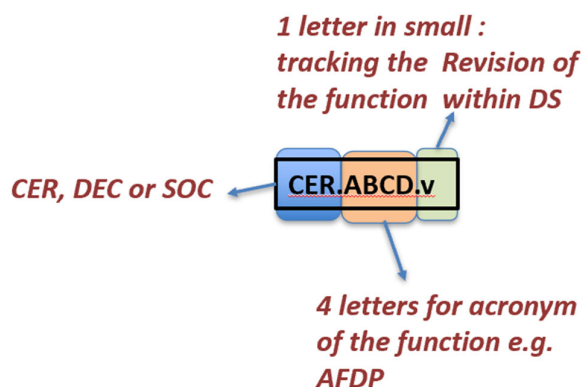 1 letter in small :
tracking the Revision of
the function within DS
CER, DEC or SOC
CER.ABCD.v
4 letters for acronym
of the function e.g.
AFDP